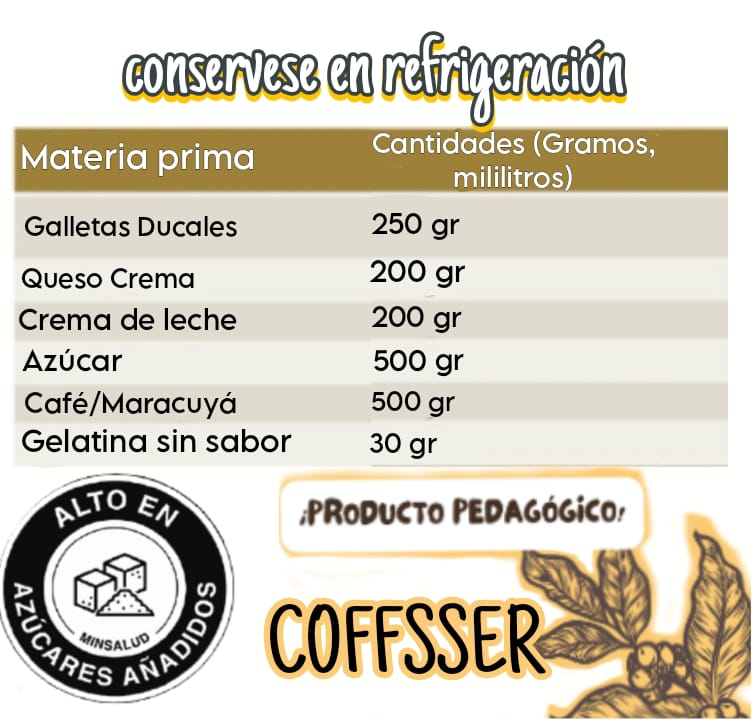 conservese en refrigeración
Materia prima
Cantidades (Gramos,
mililitros)
Galletas Ducales 250 gr
Queso Crema 200 gr
Crema de leche 200 gr
Azúcar 500 gr
Café/Maracuyá 500 gr
Gelatina sin sabor 30 gr
ALTO EN
AZÚCARES AÑADIDOS
MINSALUD
¡PRODUCTO PEDAGÓGICO!
COFFSSER